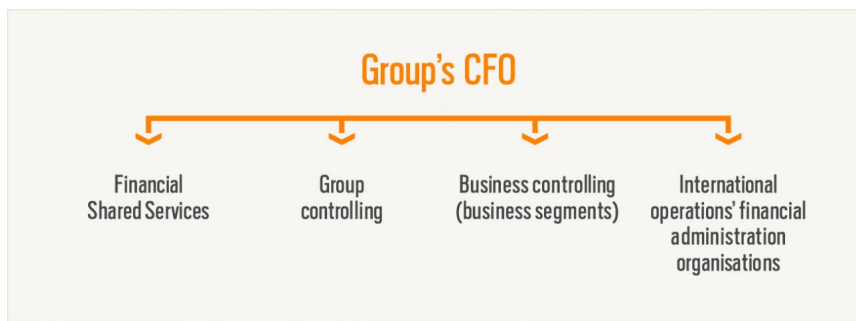 Group's CFO
Financial
Shared Services
Group
controlling
Business controlling
(business segments)
International
operations' financial
administration
organisations